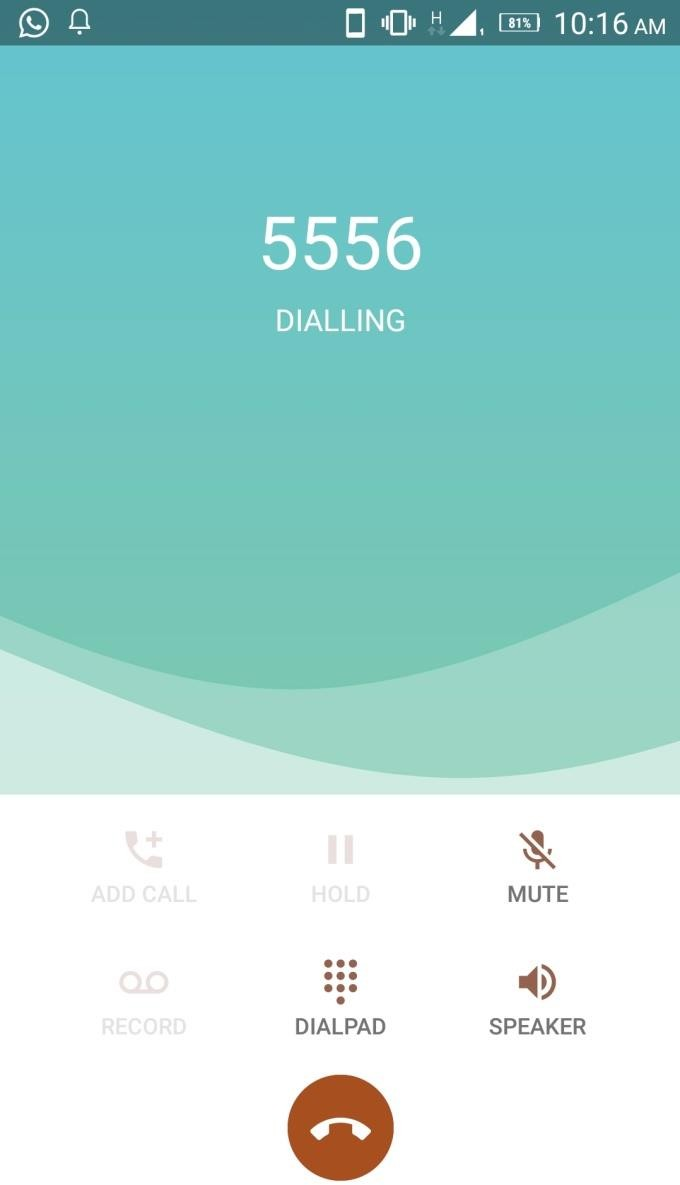 H
81%
10:16 AM
5556
DIALLING
ADD CALL
HOLD
MUTE
RECORD
DIALPAD
SPEAKER